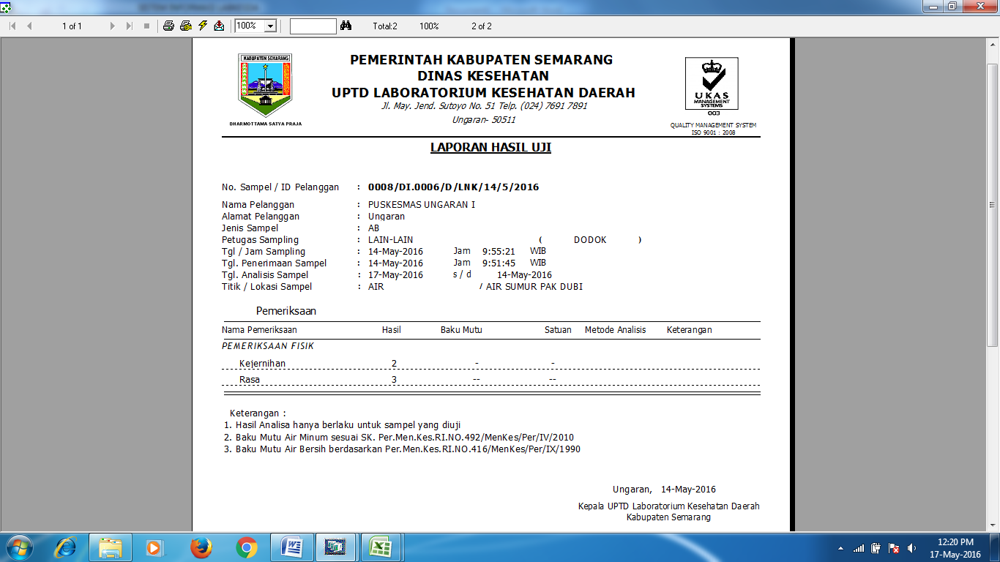 1 of 1 100% Total:2 100% 2 of 2
KABUPATEN SEMARANG
DHARMOTTAMA SATYA PRAJA
PEMERINTAH KABUPATEN SEMARANG
DINAS KESEHATAN
UPTD LABORATORIUM KESEHATAN DAERAH
Jl. May. Jend. Sutoyo No. 51 Telp. (024) 7691 7891
Ungaran- 50511
UKAS
MANAGEMENT
SYSTEMS
003
QUALITY MANAGEMENT SYSTEM
ISO 9001 : 2008
LAPORAN HASIL UJI
No. Sampel / ID Pelanggan : 0008/DI.0006/D/LNK/14/5/2016
Nama Pelanggan : PUSKESMAS UNGARAN I
Alamat Pelanggan : Ungaran
Jenis Sampel : AB
Petugas Sampling : LAIN-LAIN ( DODOK )
Tgl / Jam Sampling : 14-May-2016 Jam 9:55:21 WIB
Tgl. Penerimaan Sampel : 14-May-2016 Jam 9:51:45 WIB
Tgl. Analisis Sampel : 17-May-2016 s / d 14-May-2016
Titik / Lokasi Sampel : AIR / AIR SUMUR PAK DUBI
Pemeriksaan
Nama Pemeriksaan Hasil Baku Mutu Satuan Metode Analisis Keterangan
PEMERIKSAAN FISIK
Kejernihan 2 - -
Rasa 3 -- --
Keterangan :
1. Hasil Analisa hanya berlaku untuk sampel yang diuji
2. Baku Mutu Air Minum sesuai SK. Per.Men.Kes.RI.NO.492/MenKes/Per/IV/2010
3. Baku Mutu Air Bersih berdasarkan Per.Men.Kes.RI.NO.416/MenKes/Per/IX/1990
Ungaran, 14-May-2016
Kepala UPTD Laboratorium Kesehatan Daerah
Kabupaten Semarang
12:20 PM
17-May-2016